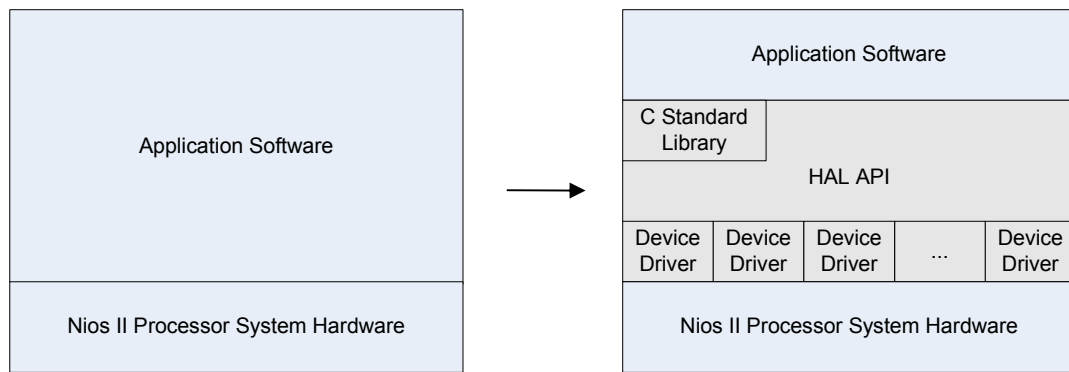 Application Software
Nios II Processor System Hardware
Application Software
C Standard
Library
HAL API
Device
Driver
Device
Driver
Device
Driver
...
Device
Driver
Nios II Processor System Hardware